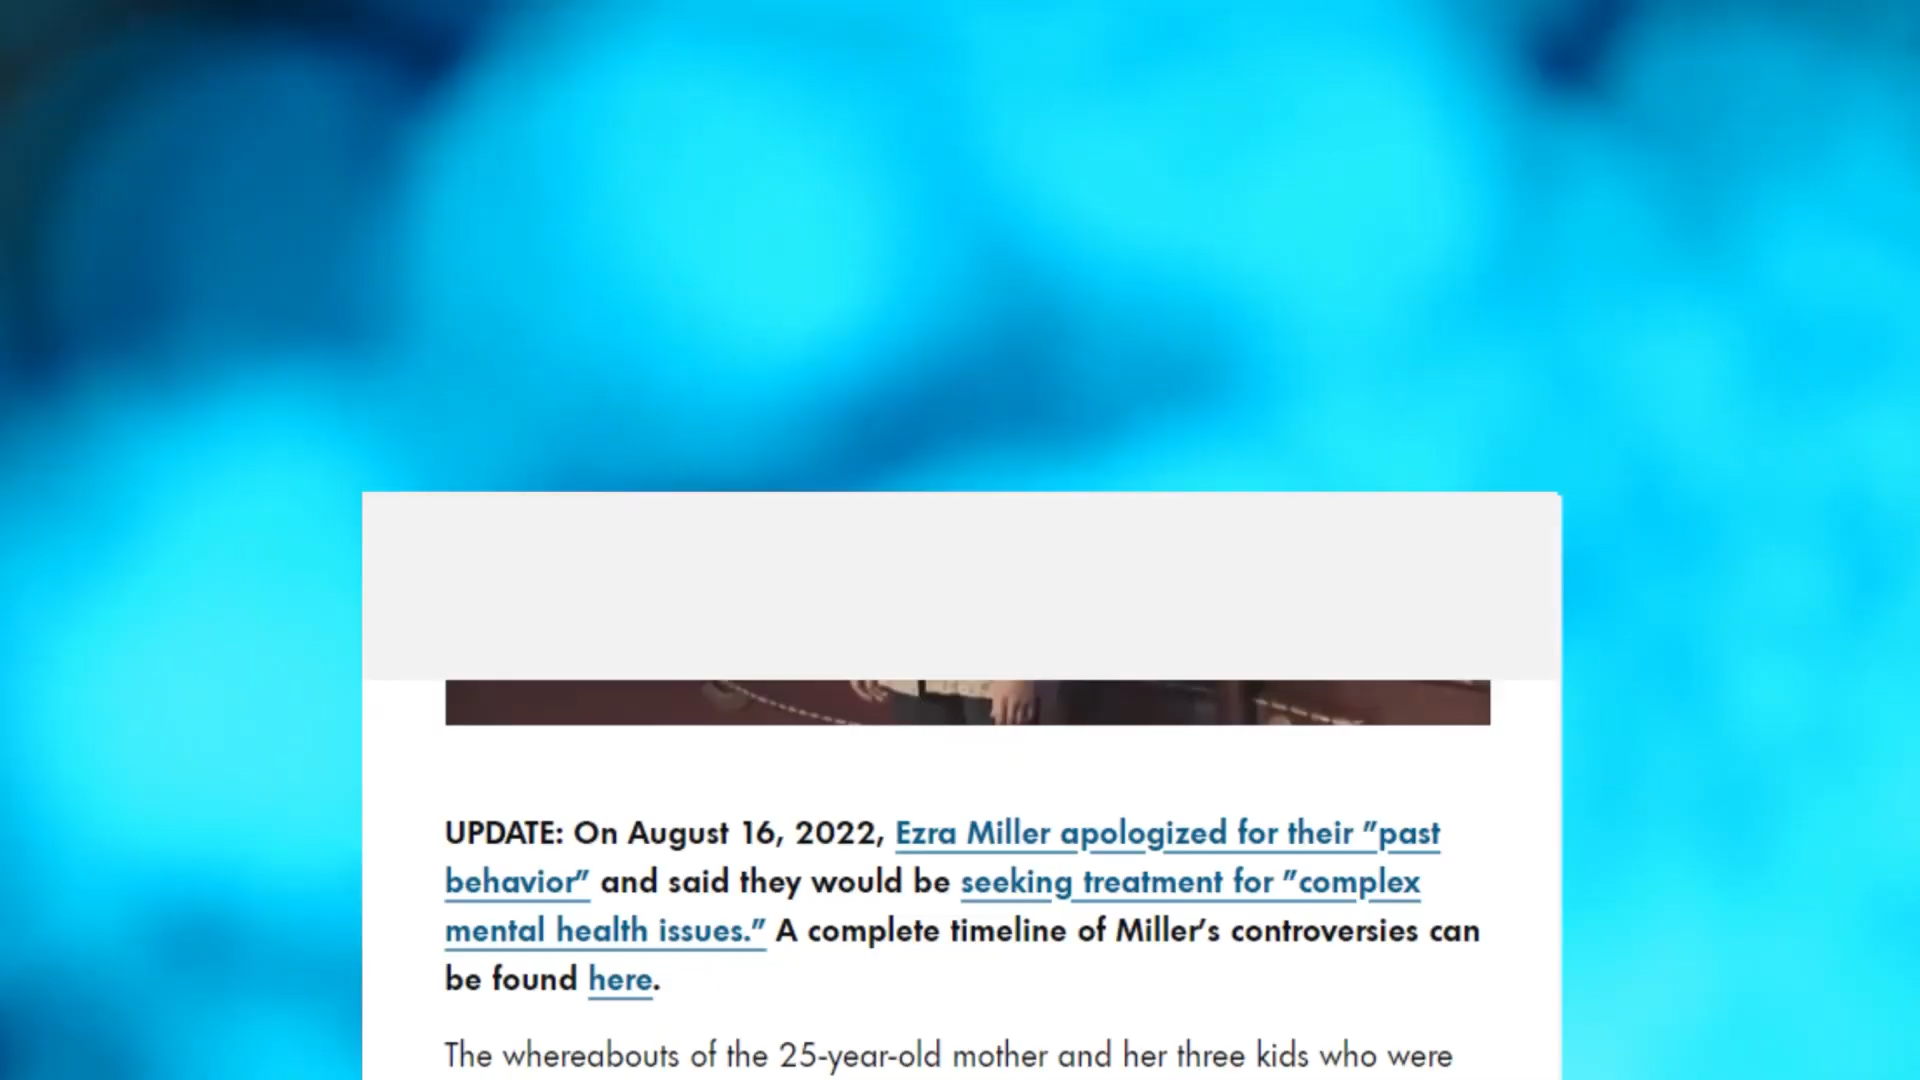 UPDATE: On August 16, 2022, Ezra Miller apologized for their "past
behavior" and said they would be seeking treatment for "complex
mental health issues." A complete timeline of Miller's controversies can
be found here.
The whereabouts of the 25-year-old mother and her three kids who were